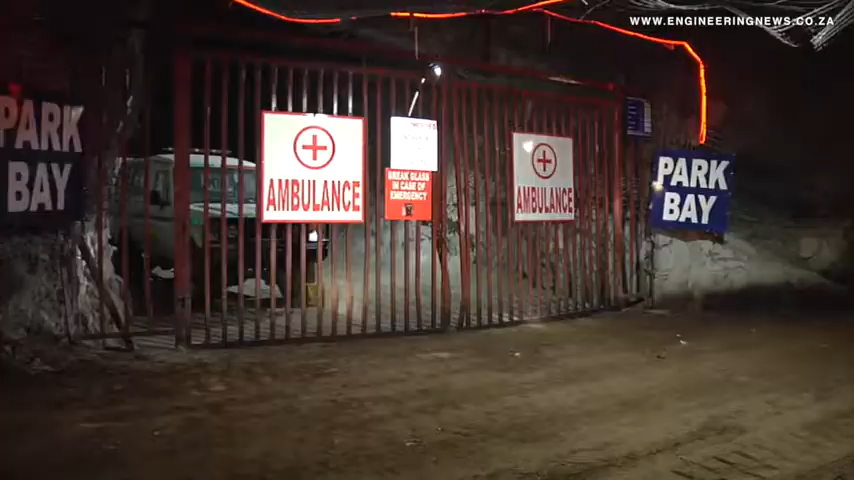 WWW.ENGINEERINGNEWS.CO.ZA
PARK
BAY
AMBULANCE
BREAK GLASS
IN CASE OF
EMERGENCY
AMBULANCE
PARK
BAY